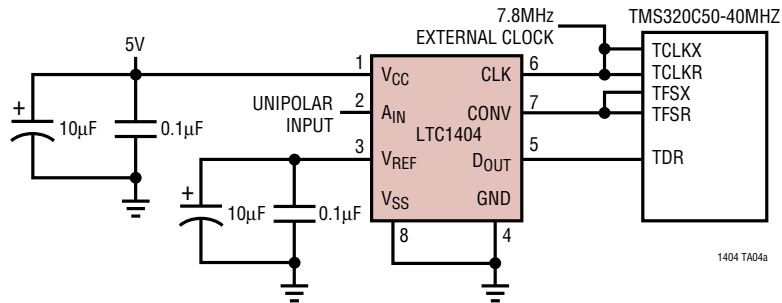 7.8MHz
EXTERNAL CLOCK
TMS320C50-40MHZ
5V
+
10µF
0.1µF
UNIPOLAR
INPUT
1
2
3
VCC
AIN
VREF
VSS
LTC1404
CLK
CONV
DOUT
GND
6
7
5
8
4
TCLKX
TCLKR
TFSX
TFSR
TDR
+
10µF
0.1µF
1404 TA04a